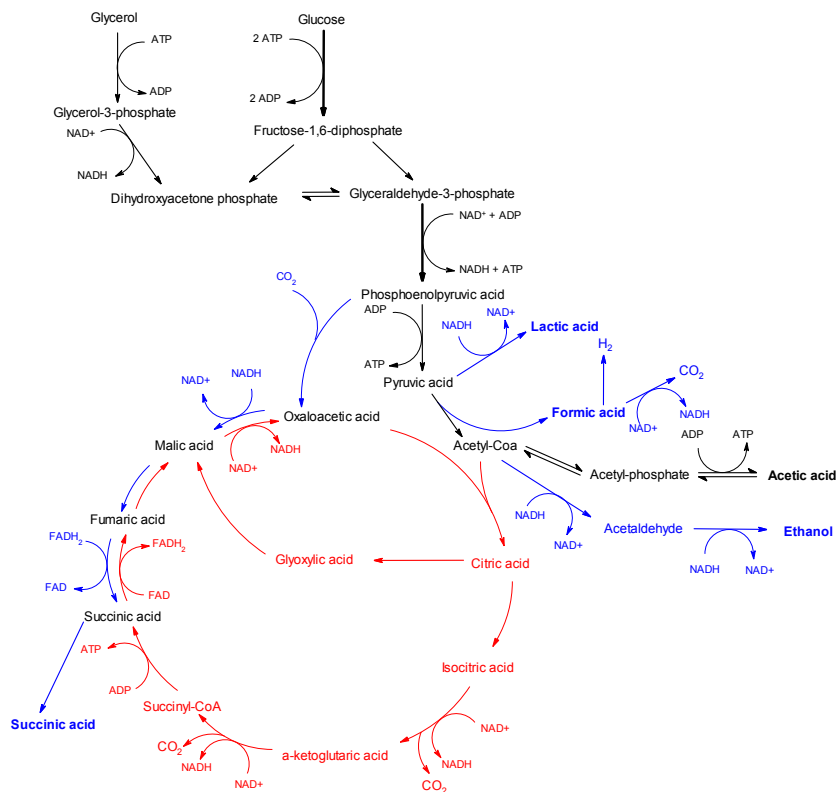 Glycerol
Glucose
ATP
2 ATP
ADP
2 ADP
Glycerol-3-phosphate
NAD+
Fructose-1,6-diphosphate
NADH
Dihydroxyacetone phosphate
Glyceraldehyde-3-phosphate
NAD⁺ + ADP
NADH + ATP
CO₂
Phosphoenolpyruvic acid
ADP
NADH
NAD+
Lactic acid
H₂
ATP
Pyruvic acid
CO₂
NAD+
NADH
Oxaloacetic acid
Formic acid
NAD+
NADH
Malic acid
NAD+
NADH
Acetyl-Coa
ADP
ATP
Acetyl-phosphate
Acetic acid
Fumaric acid
NADH
NAD+
Acetaldehyde
Ethanol
FADH₂
FADH₂
Glyoxylic acid
Citric acid
NADH
NAD+
FAD
FAD
Succinic acid
ATP
ADP
Isocitric acid
Succinic acid
Succinyl-CoA
NAD+
CO₂
NADH
NAD+
a-ketoglutaric acid
NADH
CO₂